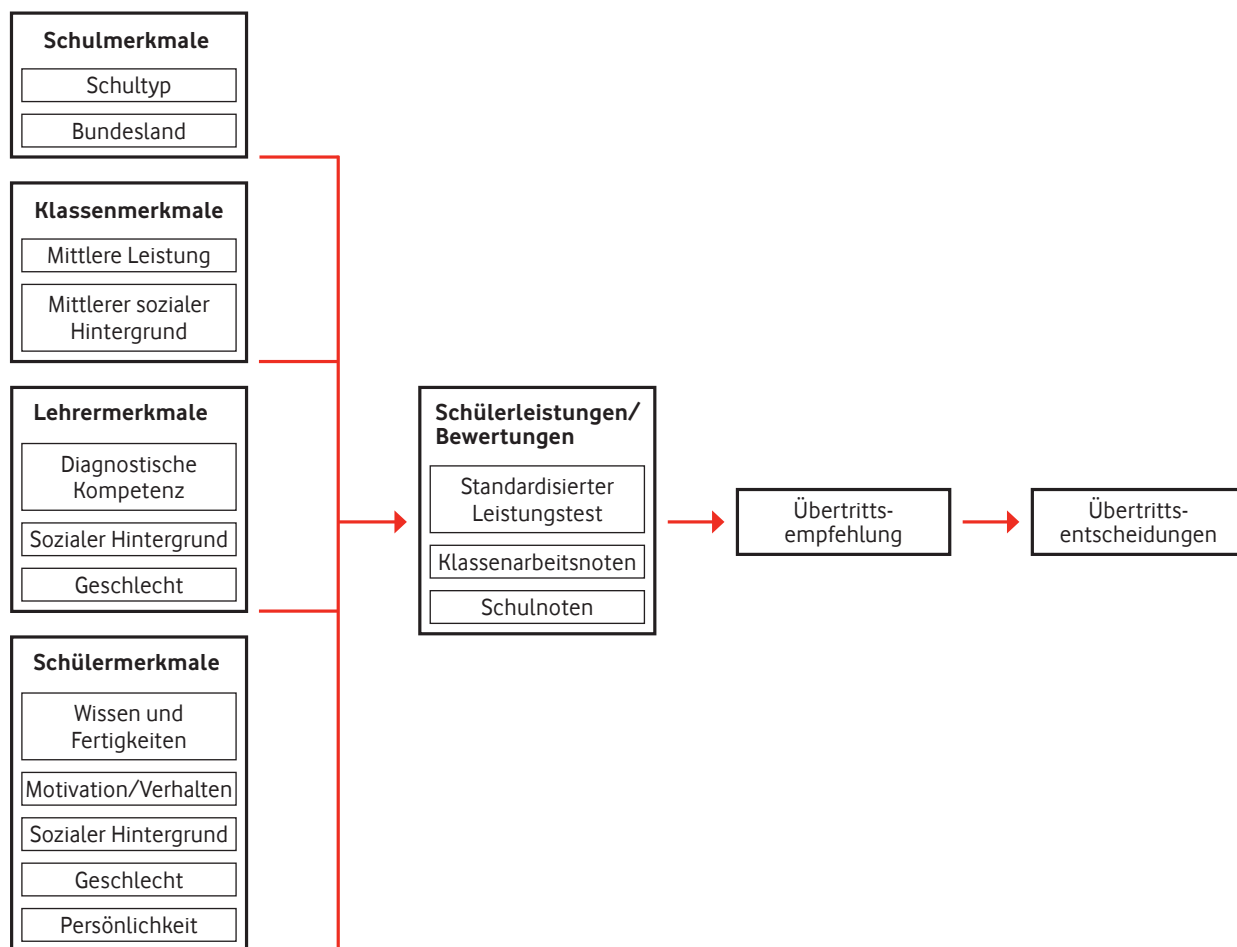 Schulmerkmale
Schultyp
Bundesland
Klassenmerkmale
Mittlere Leistung
Mittlerer sozialer
Hintergrund
Lehrermerkmale
Diagnostische
Kompetenz
Sozialer Hintergrund
Geschlecht
Schülermerkmale
Wissen und
Fertigkeiten
Motivation/Verhalten
Sozialer Hintergrund
Geschlecht
Persönlichkeit
Schülerleistungen/
Bewertungen
Standardisierter
Leistungstest
Klassenarbeitsnoten
Schulnoten
Übertritts-
empfehlung
Übertritts-
entscheidungen